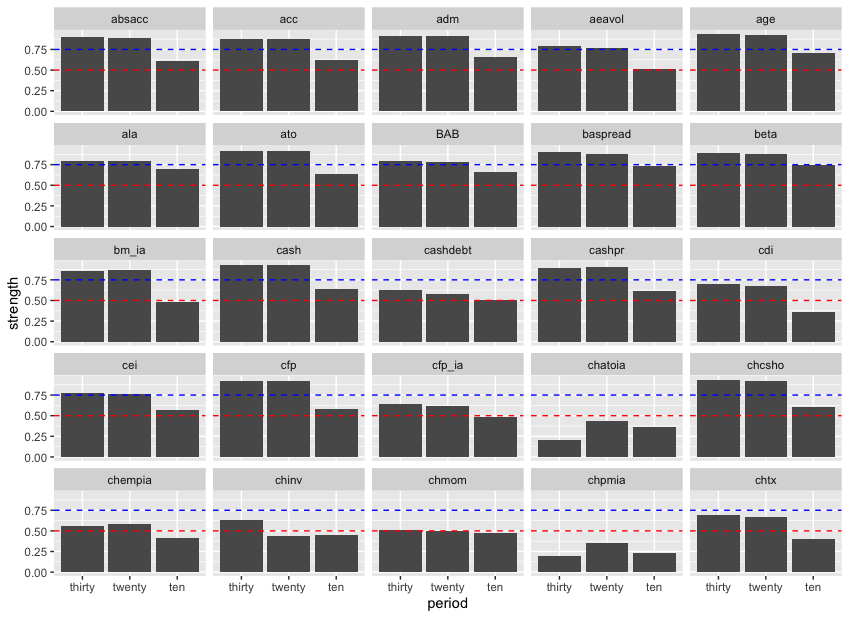 absacc acc adm aeavol age
0.75
0.50
0.25
0.00
ala ato BAB baspread beta
0.75
0.50
0.25
0.00
bm_ia cash cashdebt cashpr cdi
0.75
0.50
0.25
0.00
strength
cei cfp cfp_ia chatoia chcsho
0.75
0.50
0.25
0.00
chempia chinv chmom chpmia chtx
0.75
0.50
0.25
0.00
thirty twenty ten thirty twenty ten thirty twenty ten thirty twenty ten thirty twenty ten
period